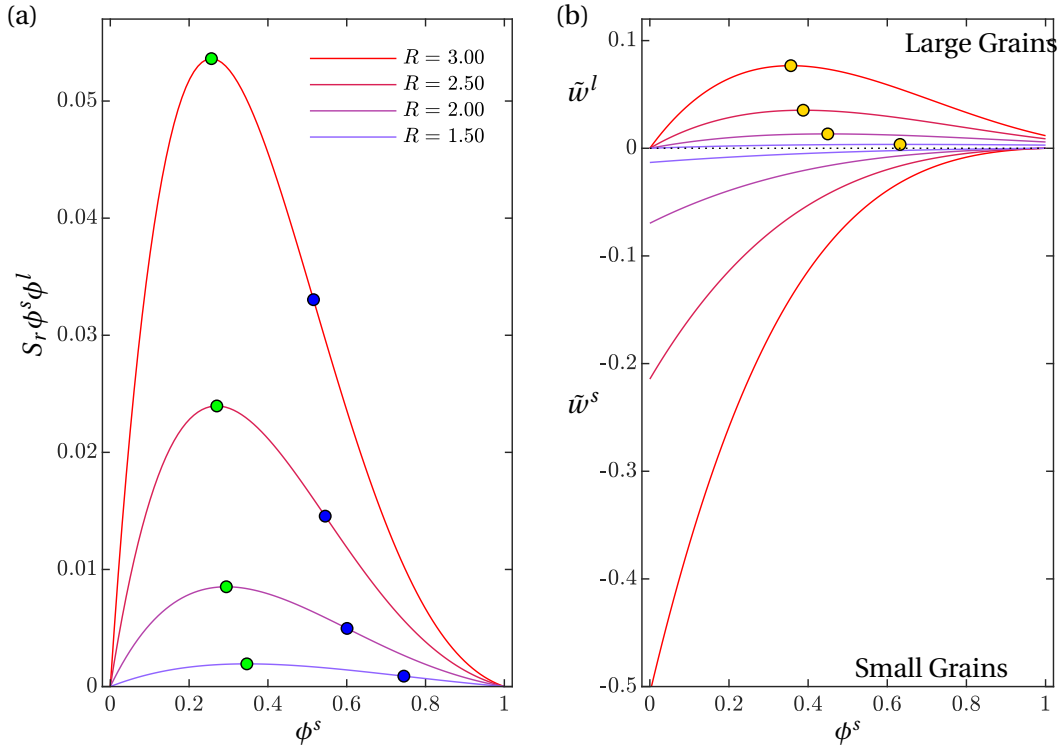 (a)
R = 3.00
R = 2.50
R = 2.00
R = 1.50
0.05
0.04
0.03
0.02
0.01
0
S_r ϕ^s ϕ^l
0 0.2 0.4 0.6 0.8 1
ϕ^s
(b)
Large Grains
0.1
0
-0.1
-0.2
-0.3
-0.4
-0.5
w̃^l
w̃^s
Small Grains
0 0.2 0.4 0.6 0.8 1
ϕ^s